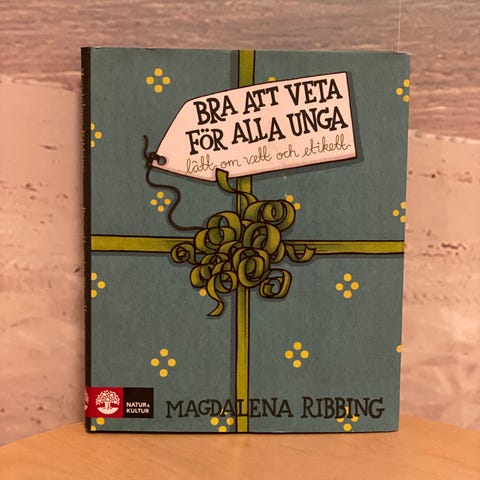 BRA ATT VETA
FÖR ALLA UNGA
lätt om vett och etikett
NATUR &
KULTUR
MAGDALENA RIBBING